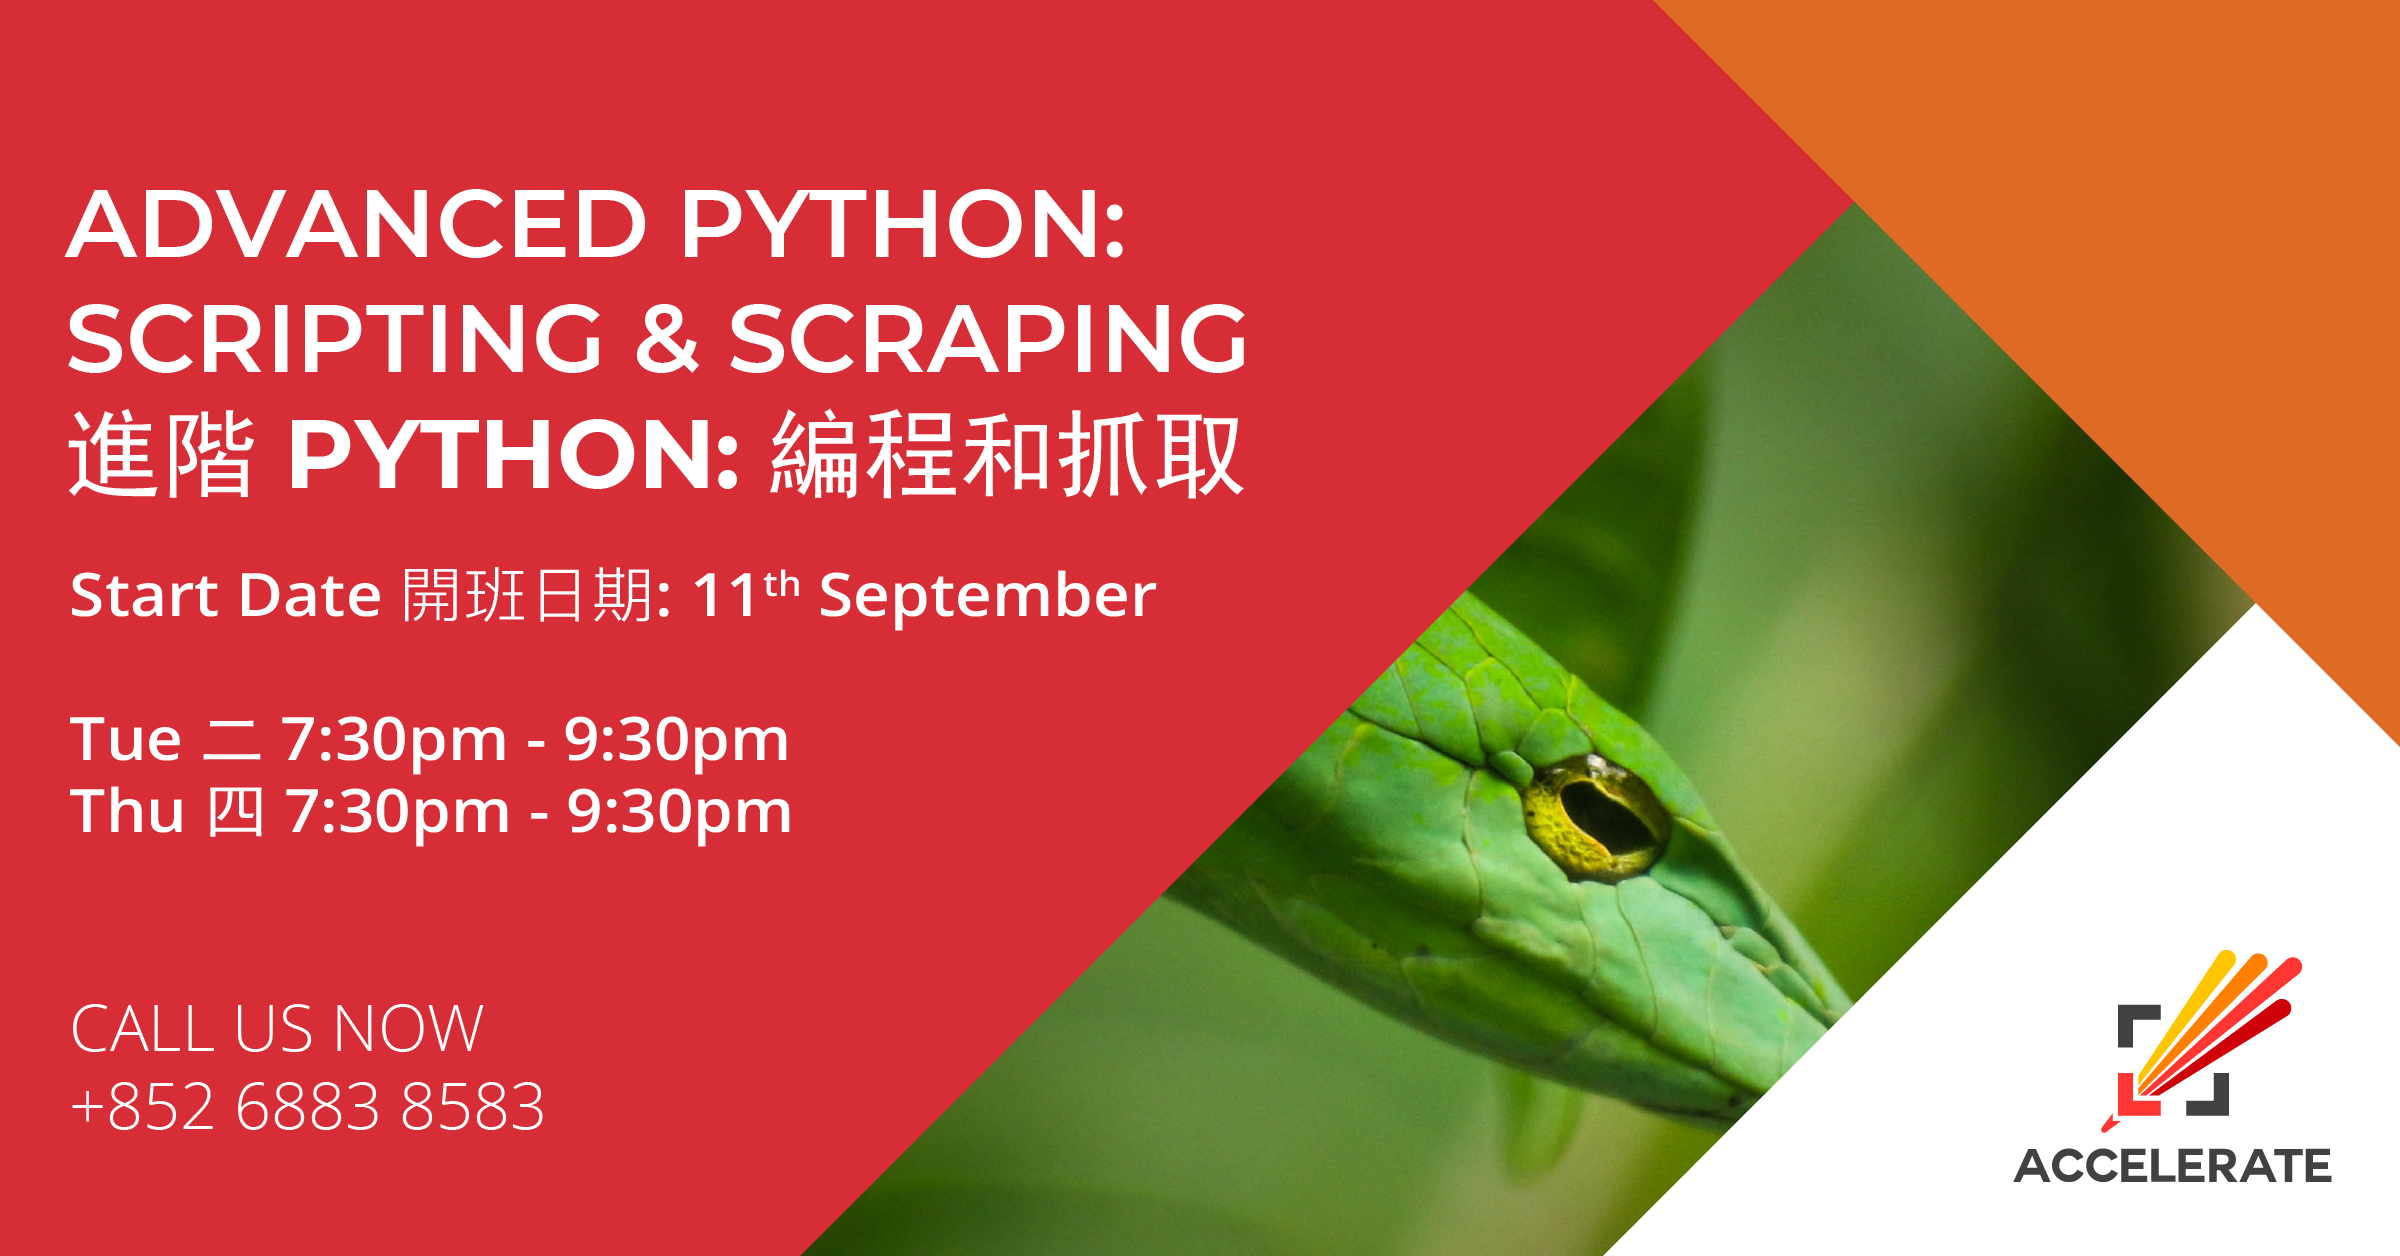 ADVANCED PYTHON:
SCRIPTING & SCRAPING
進階 PYTHON: 編程和抓取
Start Date 開班日期: 11th September
Tue 二 7:30pm - 9:30pm
Thu 四 7:30pm - 9:30pm
CALL US NOW
+852 6883 8583
ACCELERATE